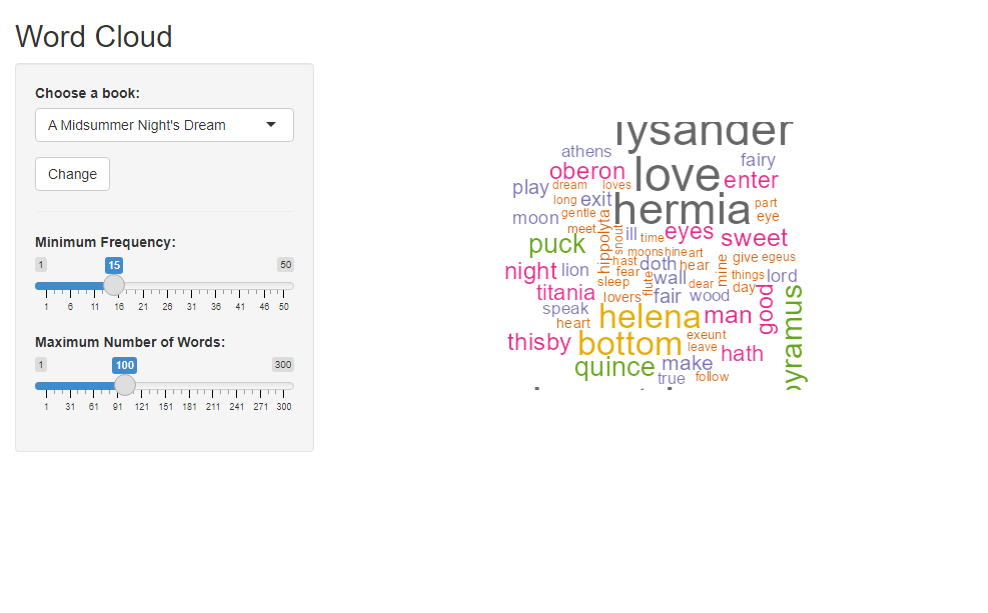 Word Cloud
Choose a book:
A Midsummer Night's Dream
Change
Minimum Frequency:
1 15 50
1 6 11 16 21 26 31 36 41 46 50
Maximum Number of Words:
1 100 300
1 31 61 91 121 151 181 211 241 271 300
lysander
athens
fairy
oberon love enter
play dream loves
long exit hermia part
moon gentle eye
meet hippolyta snout ill time eyes sweet
puck moonshine art
hast doth hear mine give egeus
night lion fear flute wall things lord
sleep dear day
titania lovers fair wood good pyramus
speak helena man
heart
thisby bottom exeunt
leave hath
quince make
true follow